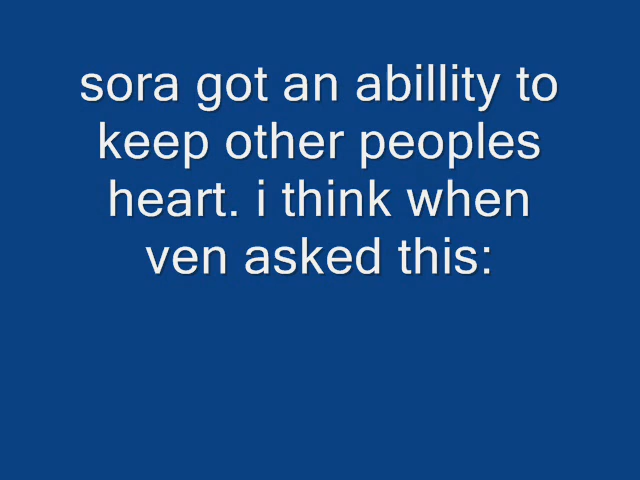 sora got an abillity to
keep other peoples
heart. i think when
ven asked this: